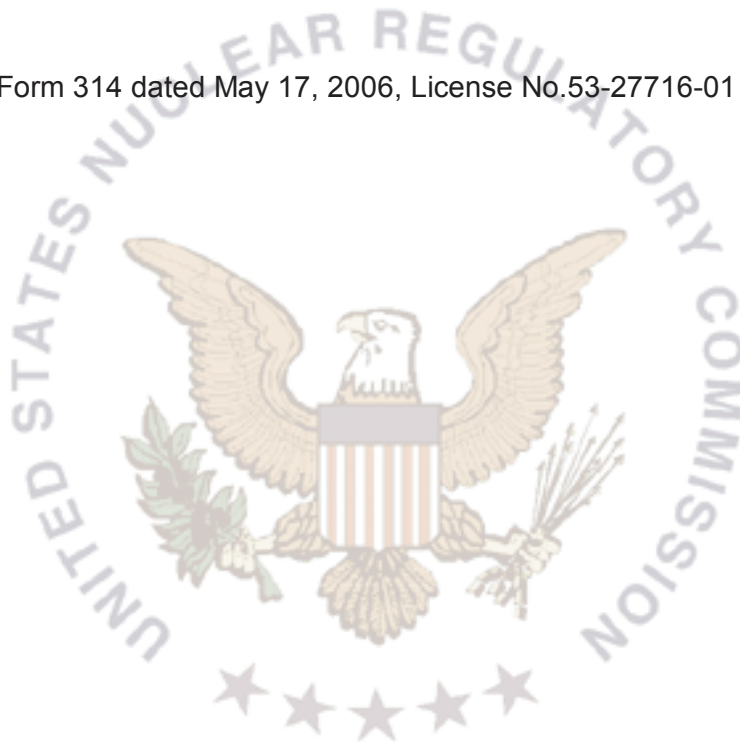 Form 314 dated May 17, 2006, License No.53-27716-01
UNITED STATES NUCLEAR REGULATORY COMMISSION